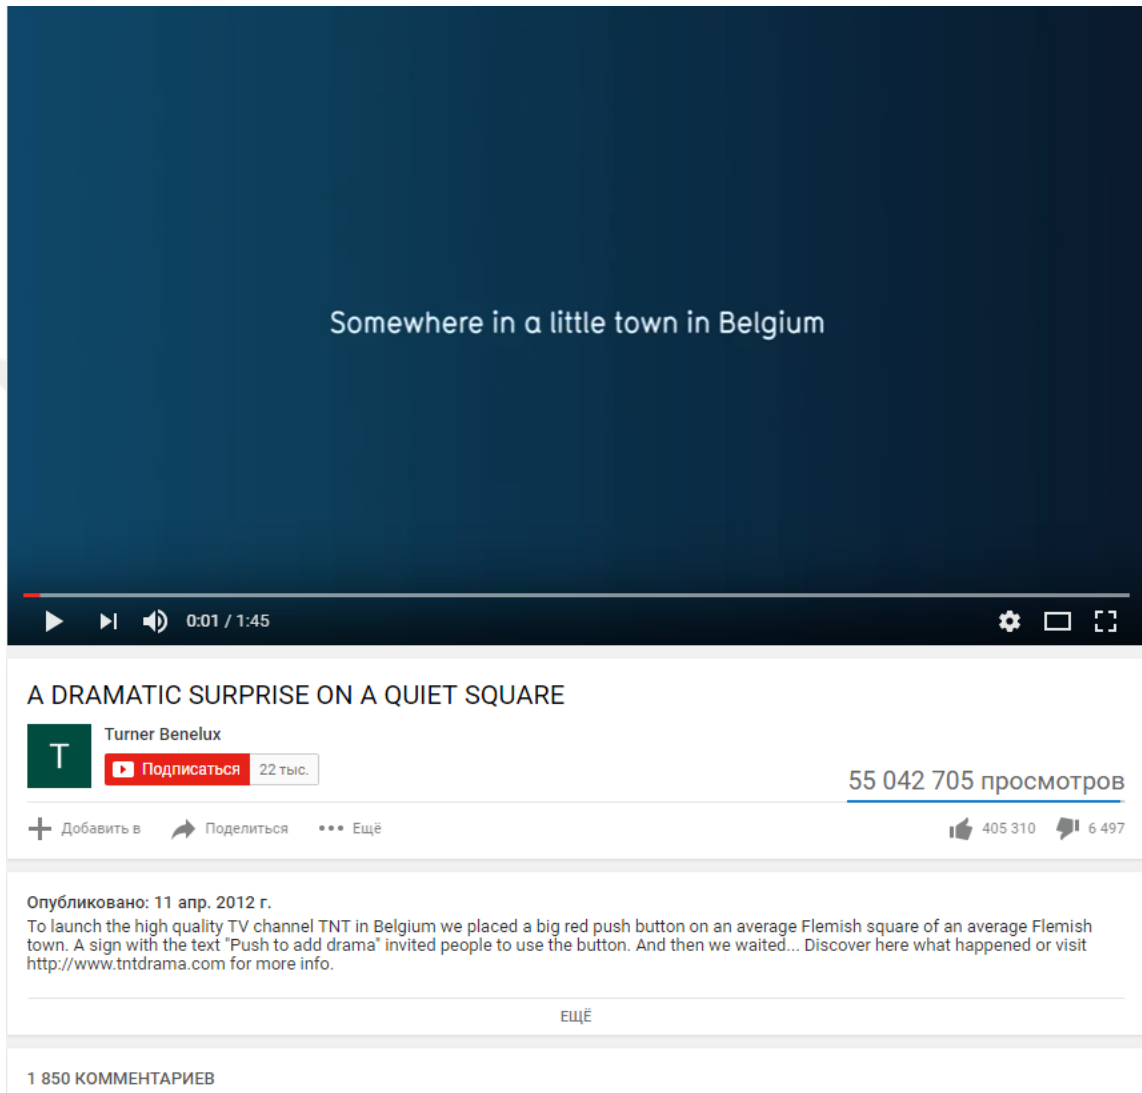 Somewhere in a little town in Belgium
0:01 / 1:45
A DRAMATIC SURPRISE ON A QUIET SQUARE
T
Turner Benelux
Подписаться 22 тыс.
55 042 705 просмотров
Добавить в Поделиться Ещё 405 310 6 497
Опубликовано: 11 апр. 2012 г.
To launch the high quality TV channel TNT in Belgium we placed a big red push button on an average Flemish square of an average Flemish
town. A sign with the text "Push to add drama" invited people to use the button. And then we waited... Discover here what happened or visit
http://www.tntdrama.com for more info.
ЕЩЁ
1 850 КОММЕНТАРИЕВ